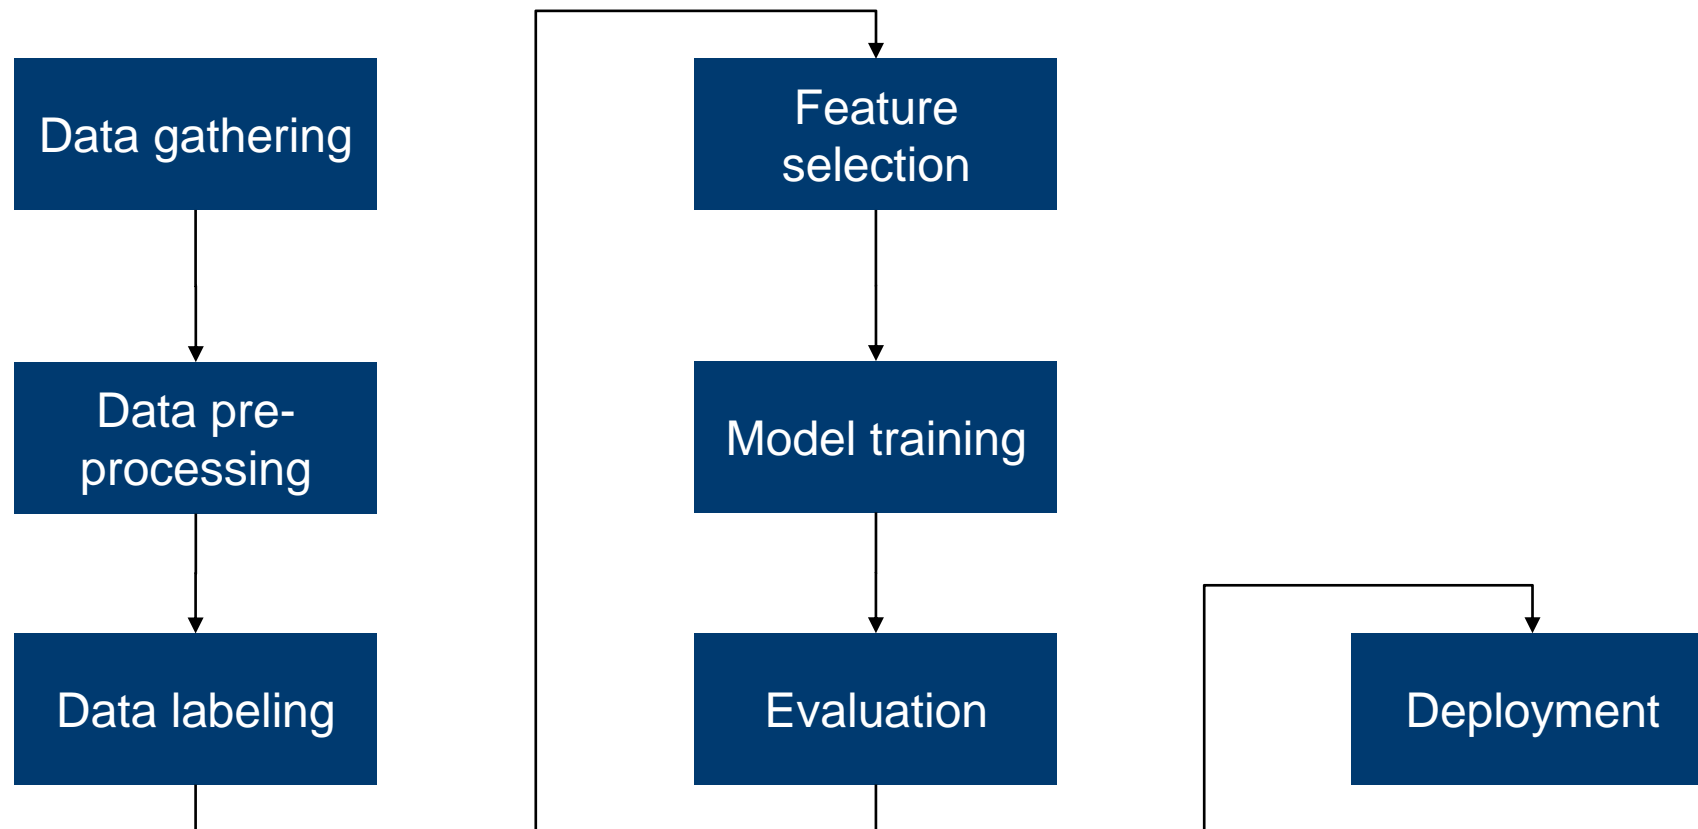 Data gathering
Data pre-
processing
Data labeling
Feature
selection
Model training
Evaluation
Deployment